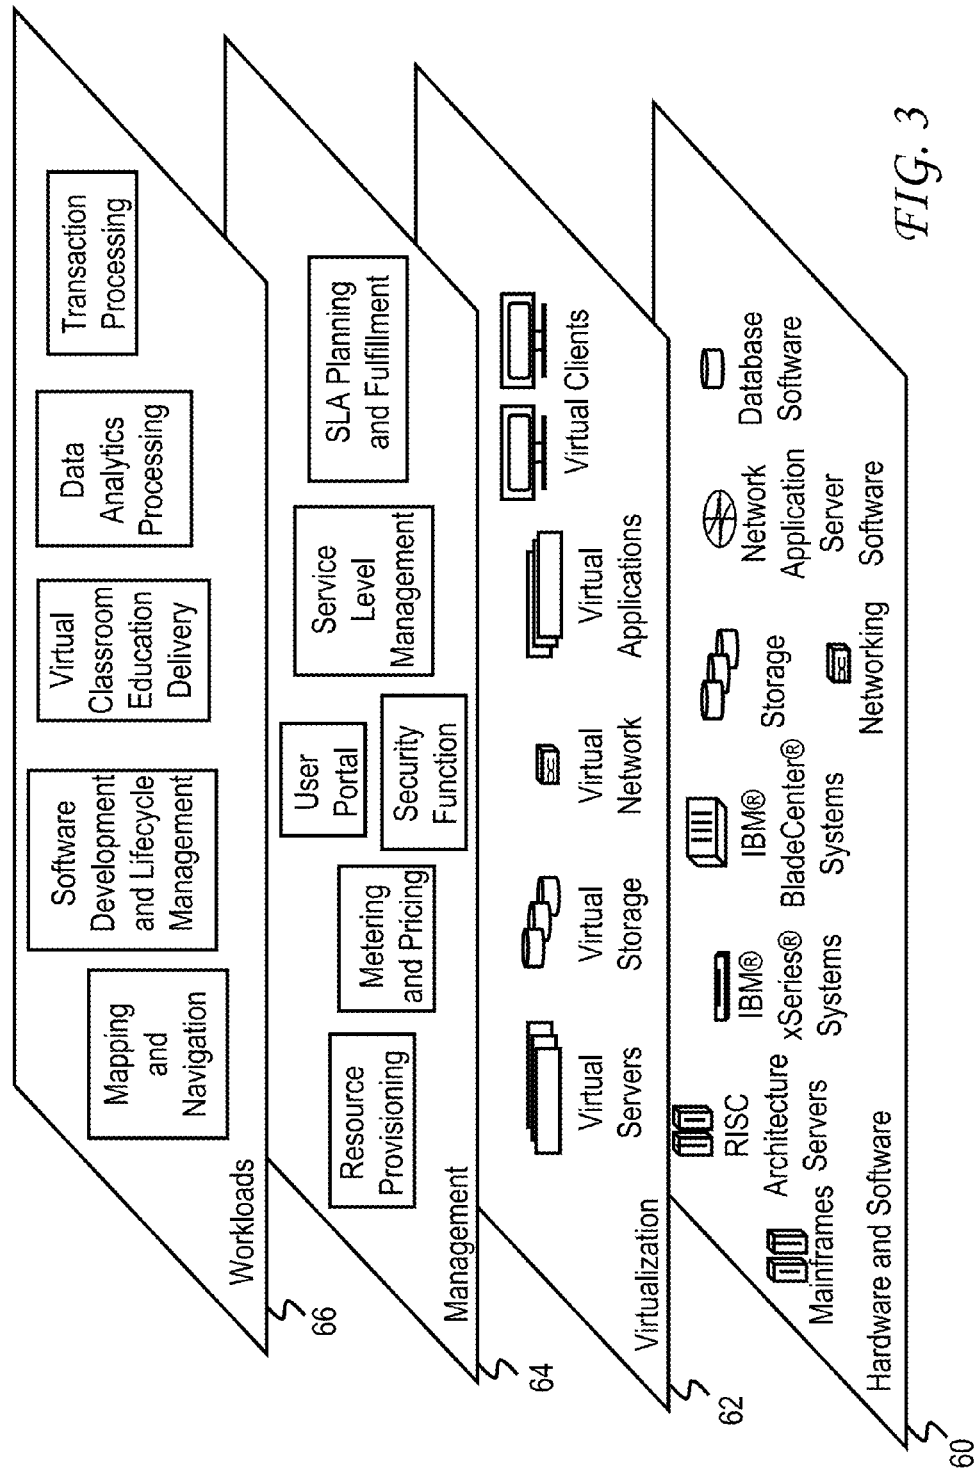 Mapping
and
Navigation
Software
Development
and Lifecycle
Management
Virtual
Classroom
Education
Delivery
Data
Analytics
Processing
Transaction
Processing
Workloads
66
Resource
Provisioning
Metering
and Pricing
User
Portal
Security
Function
Service
Level
Management
SLA Planning
and Fulfillment
Management
64
Virtual
Servers
Virtual
Storage
Virtual
Network
Virtual
Applications
Virtual Clients
Virtualization
62
Mainframes
RISC
Architecture
Servers
IBM®
xSeries®
Systems
IBM®
BladeCenter®
Systems
Storage
Networking
Network
Application
Server
Software
Database
Software
Hardware and Software
60
FIG. 3